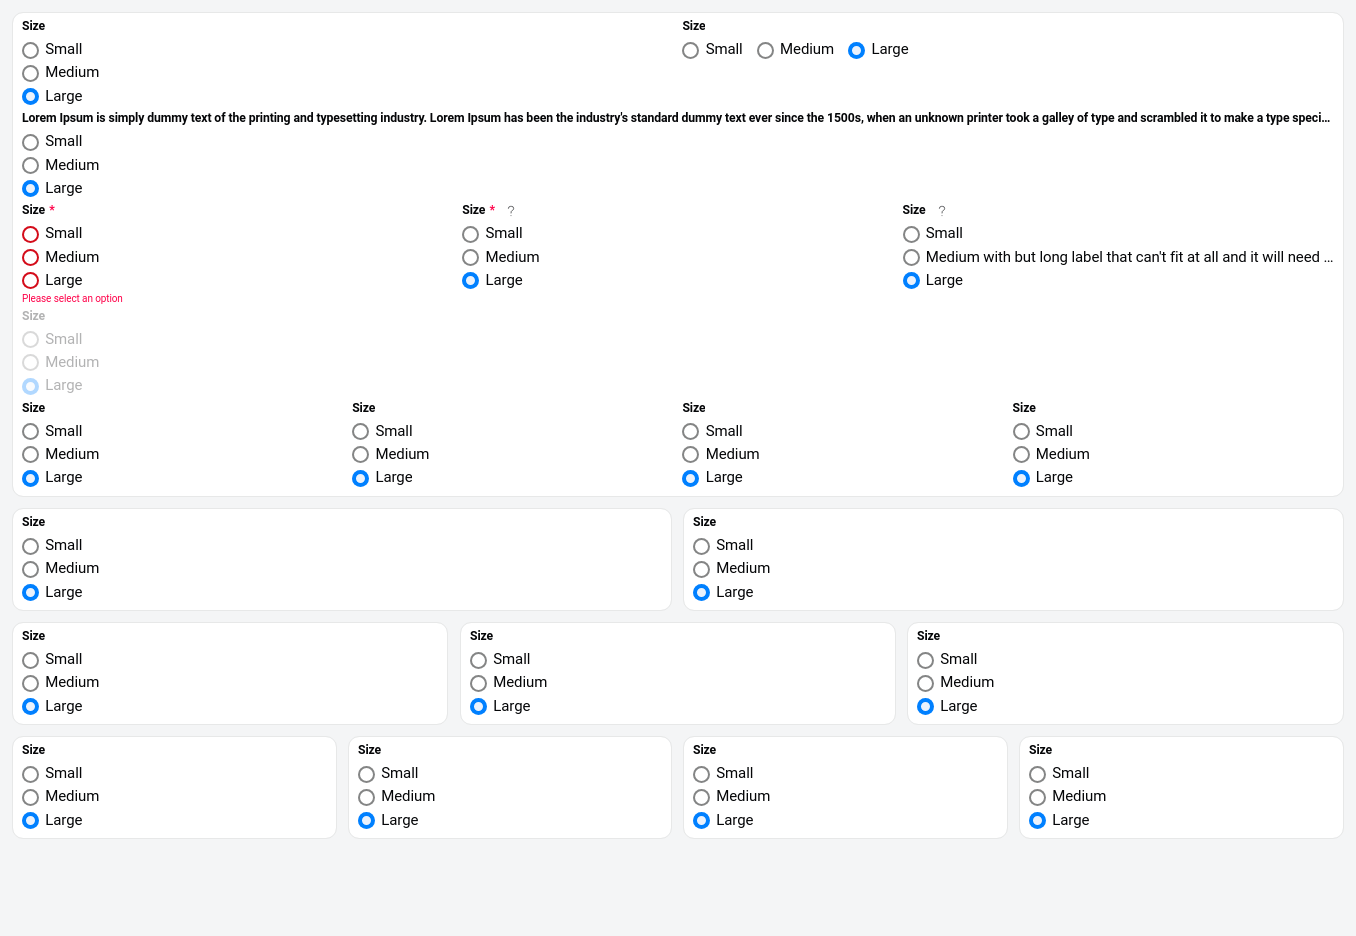 Size
Small
Medium
Large
Size
Small Medium Large
Lorem Ipsum is simply dummy text of the printing and typesetting industry. Lorem Ipsum has been the industry's standard dummy text ever since the 1500s, when an unknown printer took a galley of type and scrambled it to make a type speci...
Small
Medium
Large
Size *
Small
Medium
Large
Please select an option
Size * ?
Small
Medium
Large
Size ?
Small
Medium with but long label that can't fit at all and it will need ...
Large
Size
Small
Medium
Large
Size
Small
Medium
Large
Size
Small
Medium
Large
Size
Small
Medium
Large
Size
Small
Medium
Large
Size
Small
Medium
Large
Size
Small
Medium
Large
Size
Small
Medium
Large
Size
Small
Medium
Large
Size
Small
Medium
Large
Size
Small
Medium
Large
Size
Small
Medium
Large
Size
Small
Medium
Large
Size
Small
Medium
Large